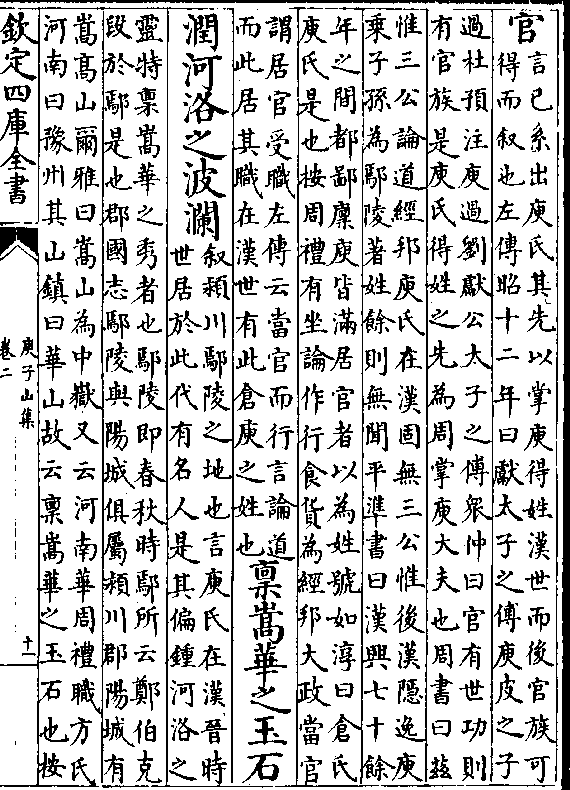 官言已系出庾氏其先以掌庾得姓漢世而後官族可
得而叙也左傳昭十二年曰獻太子之傅庾皮之子
過杜預注庾過劉獻公太子之傅衆仲曰官有世功則
有官族是庾氏得姓之先為周掌庾大夫也周書曰茲
惟三公論道經邦庾氏在漢固無三公惟後漢隱逸庾
乘子孫為鄢陵著姓餘則無聞平準書曰漢興七十餘
年之間都鄙廩庾皆滿居官者以為姓號如淳曰倉氏
庾氏是也按周禮有坐論作行食貨為經邦大政當官
謂居官受職左傳云當官而行言論道
而此居其職在漢世有此倉庾之姓也
稟嵩華之玉石
潤河洛之波瀾
叙潁川鄢陵之地也言庾氏在漢晉時
世居於此代有名人是其偏鍾河洛之
靈特稟嵩華之秀者也鄢陵即春秋時鄢所云鄭伯克
段於鄢是也郡國志鄢陵與陽城俱屬潁川郡陽城有
嵩髙山爾雅曰嵩山為中嶽又云河南華周禮職方氏
河南曰豫州其山鎮曰華山故云稟嵩華之玉石也按
欽定四庫全書
庾子山集
卷二
十一